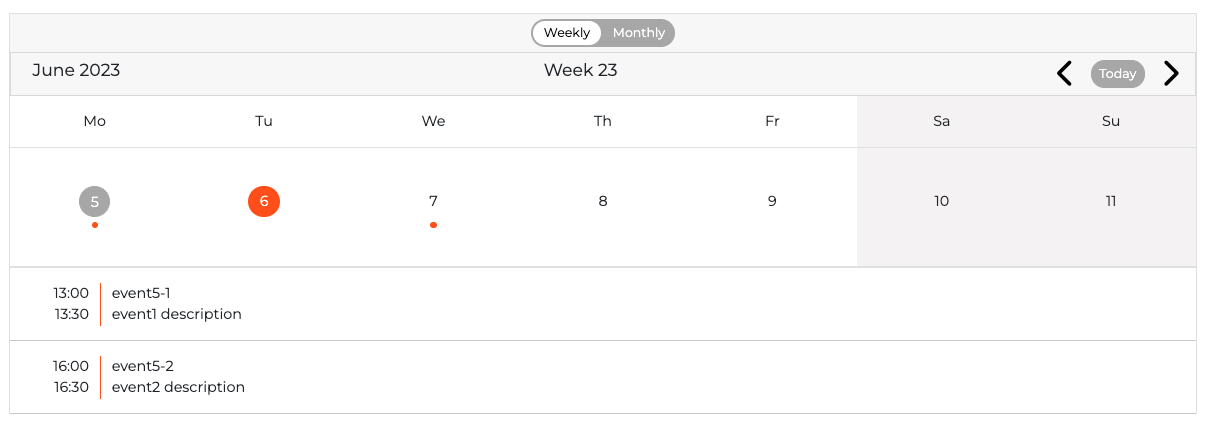 Weekly Monthly
June 2023 Week 23 Today
Mo Tu We Th Fr Sa Su
5 6 7 8 9 10 11
13:00 event5-1
13:30 event1 description
16:00 event5-2
16:30 event2 description